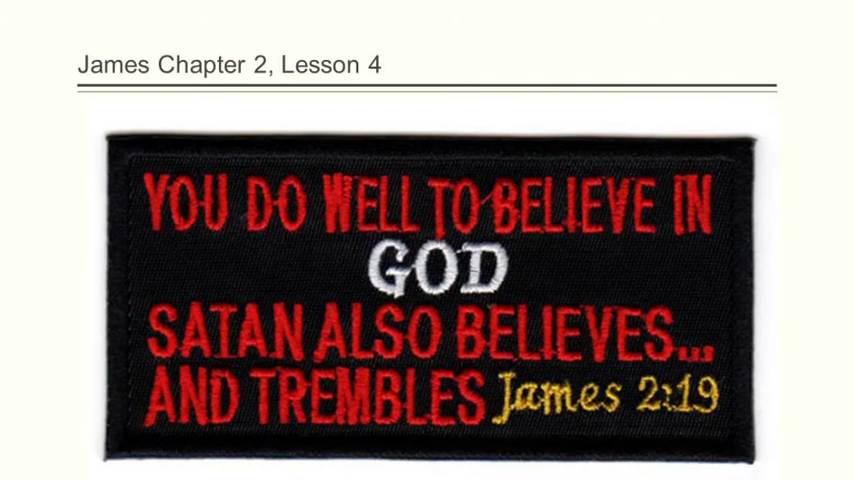 James Chapter 2, Lesson 4
YOU DO WELL TO BELIEVE IN
GOD
SATAN ALSO BELIEVES...
AND TREMBLES James 2:19